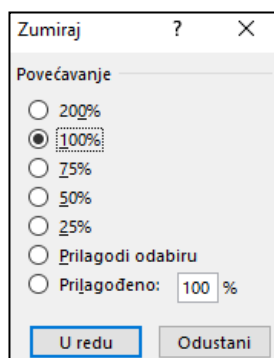 Zumiraj ? ×
Povećavanje
200%
100%
75%
50%
25%
Prilagodi odabiru
Prilagođeno: 100 %
U redu Odustani